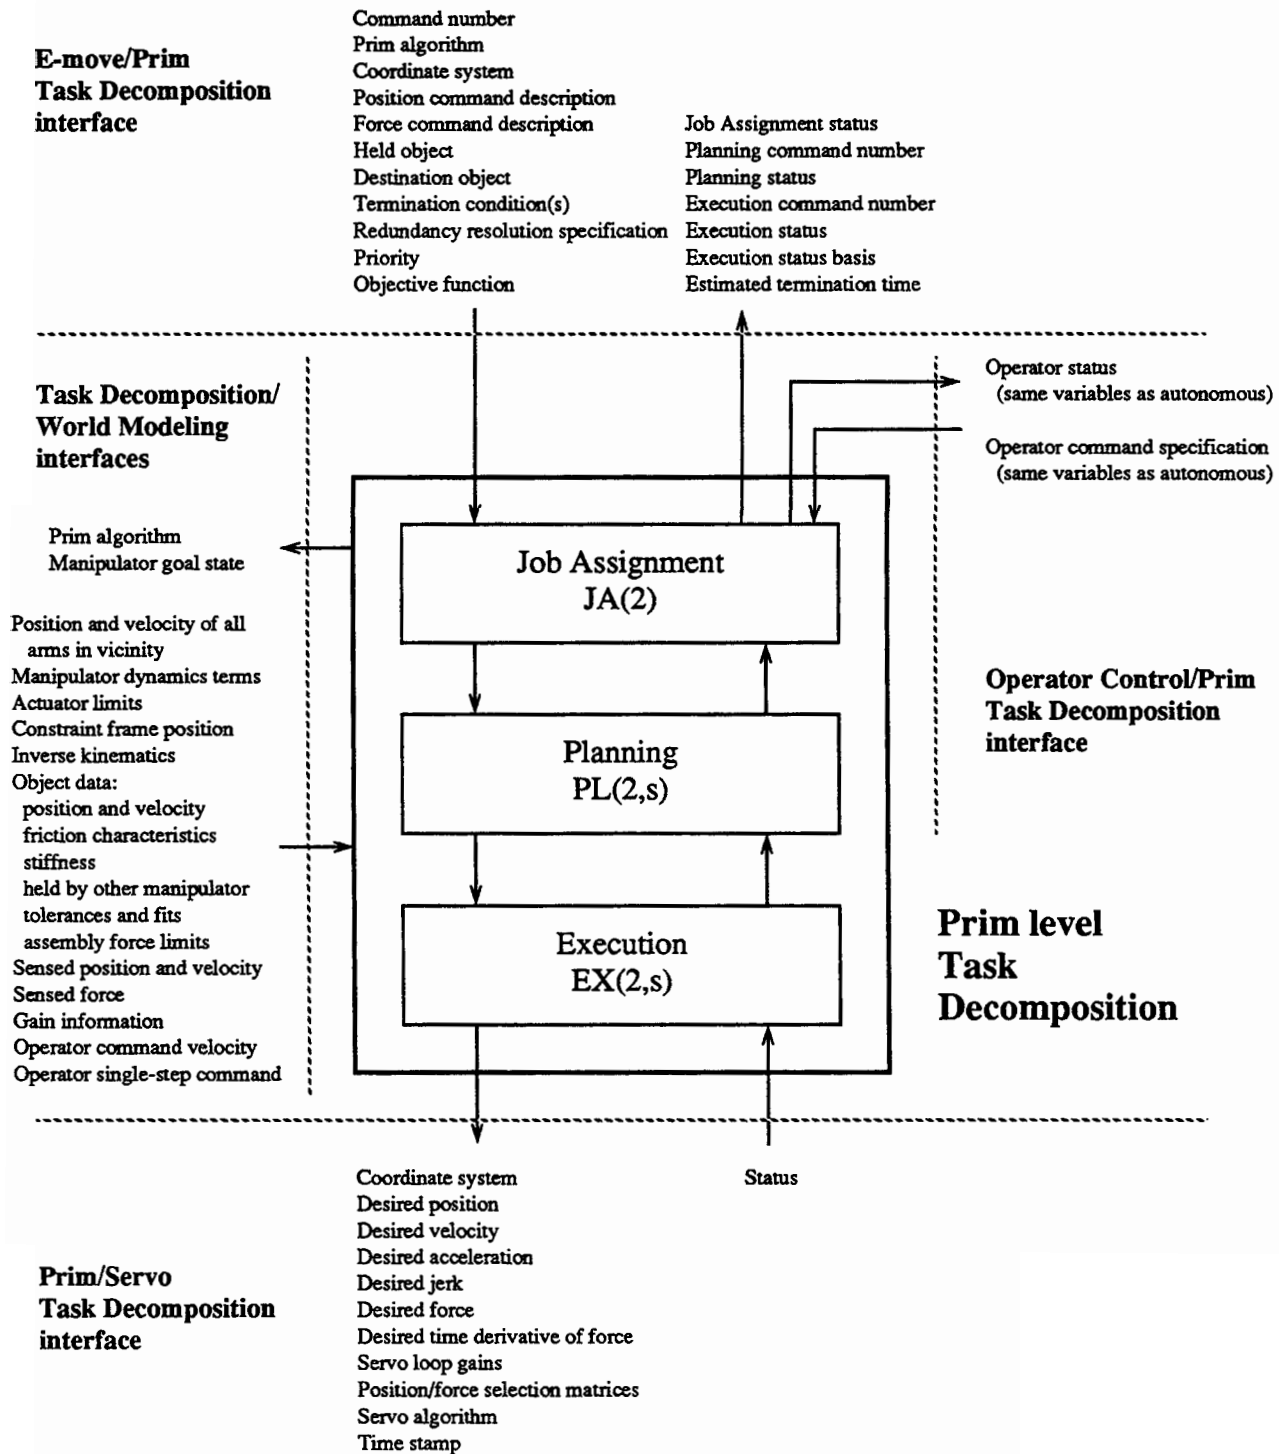 E-move/Prim
Task Decomposition
interface
Command number
Prim algorithm
Coordinate system
Position command description
Force command description
Held object
Destination object
Termination condition(s)
Redundancy resolution specification
Priority
Objective function
Job Assignment status
Planning command number
Planning status
Execution command number
Execution status
Execution status basis
Estimated termination time
Task Decomposition/
World Modeling
interfaces
Operator status
(same variables as autonomous)
Operator command specification
(same variables as autonomous)
Prim algorithm
Manipulator goal state
Job Assignment
JA(2)
Position and velocity of all
arms in vicinity
Manipulator dynamics terms
Actuator limits
Constraint frame position
Inverse kinematics
Object data:
position and velocity
friction characteristics
stiffness
held by other manipulator
tolerances and fits
assembly force limits
Sensed position and velocity
Sensed force
Gain information
Operator command velocity
Operator single-step command
Planning
PL(2,s)
Operator Control/Prim
Task Decomposition
interface
Execution
EX(2,s)
Prim level
Task
Decomposition
Prim/Servo
Task Decomposition
interface
Coordinate system
Desired position
Desired velocity
Desired acceleration
Desired jerk
Desired force
Desired time derivative of force
Servo loop gains
Position/force selection matrices
Servo algorithm
Time stamp
Status